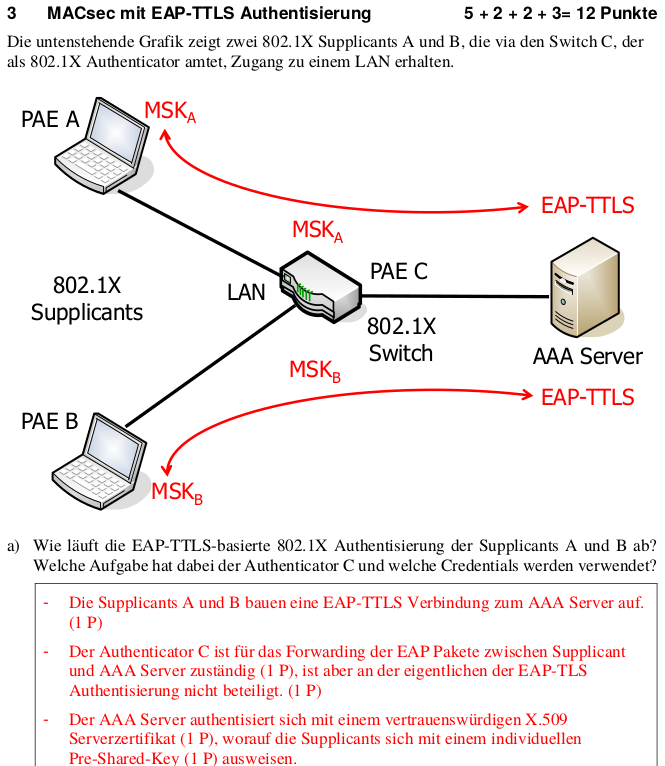 3 MACsec mit EAP-TTLS Authentisierung 5 + 2 + 2 + 3= 12 Punkte
Die untenstehende Grafik zeigt zwei 802.1X Supplicants A und B, die via den Switch C, der
als 802.1X Authenticator amtet, Zugang zu einem LAN erhalten.
PAE A
MSKA
EAP-TTLS
MSKA
PAE C
802.1X
Supplicants
LAN
802.1X
Switch
AAA Server
MSKB
EAP-TTLS
PAE B
MSKB
a) Wie läuft die EAP-TTLS-basierte 802.1X Authentisierung der Supplicants A und B ab?
Welche Aufgabe hat dabei der Authenticator C und welche Credentials werden verwendet?
- Die Supplicants A und B bauen eine EAP-TTLS Verbindung zum AAA Server auf.
(1 P)
- Der Authenticator C ist für das Forwarding der EAP Pakete zwischen Supplicant
und AAA Server zuständig (1 P), ist aber an der eigentlichen der EAP-TLS
Authentisierung nicht beteiligt. (1 P)
- Der AAA Server authentisiert sich mit einem vertrauenswürdigen X.509
Serverzertifikat (1 P), worauf die Supplicants sich mit einem individuellen
Pre-Shared-Key (1 P) ausweisen.